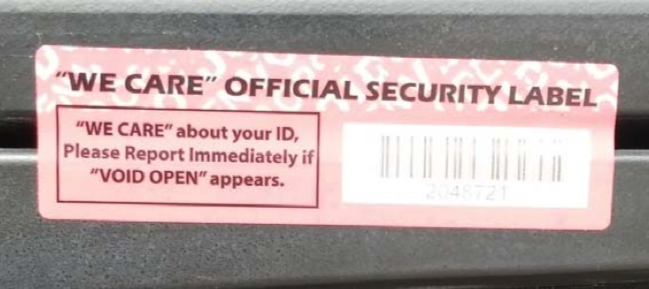 "WE CARE" OFFICIAL SECURITY LABEL
"WE CARE" about your ID,
Please Report Immediately if
"VOID OPEN" appears.
2048721